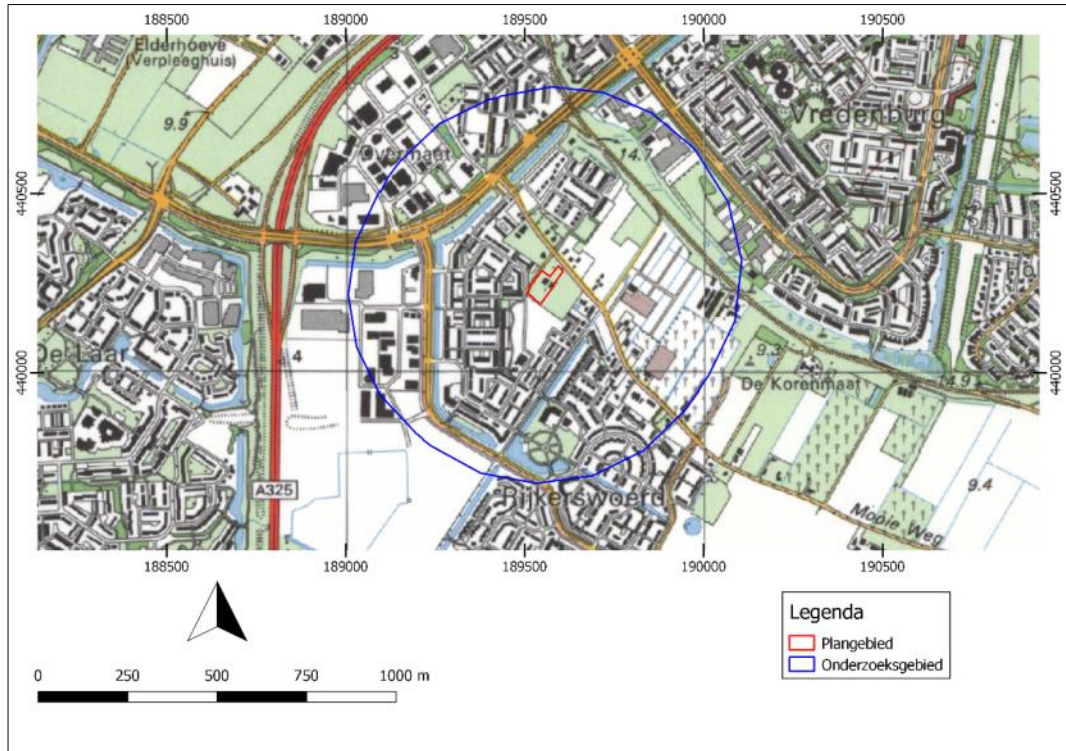 188500 189000 189500 190000 190500
Elderhoeve
(Verpleeghuis)
9.9
Overmaat
14.
Vredenburg
440500
440500
De Laar
4
9.3
440000
De Korenmaat
14.9
440000
A325
Rijkerswoerd
9.4
Mooie Weg
188500 189000 189500 190000 190500
Legenda
Plangebied
Onderzoeksgebied
0 250 500 750 1000 m